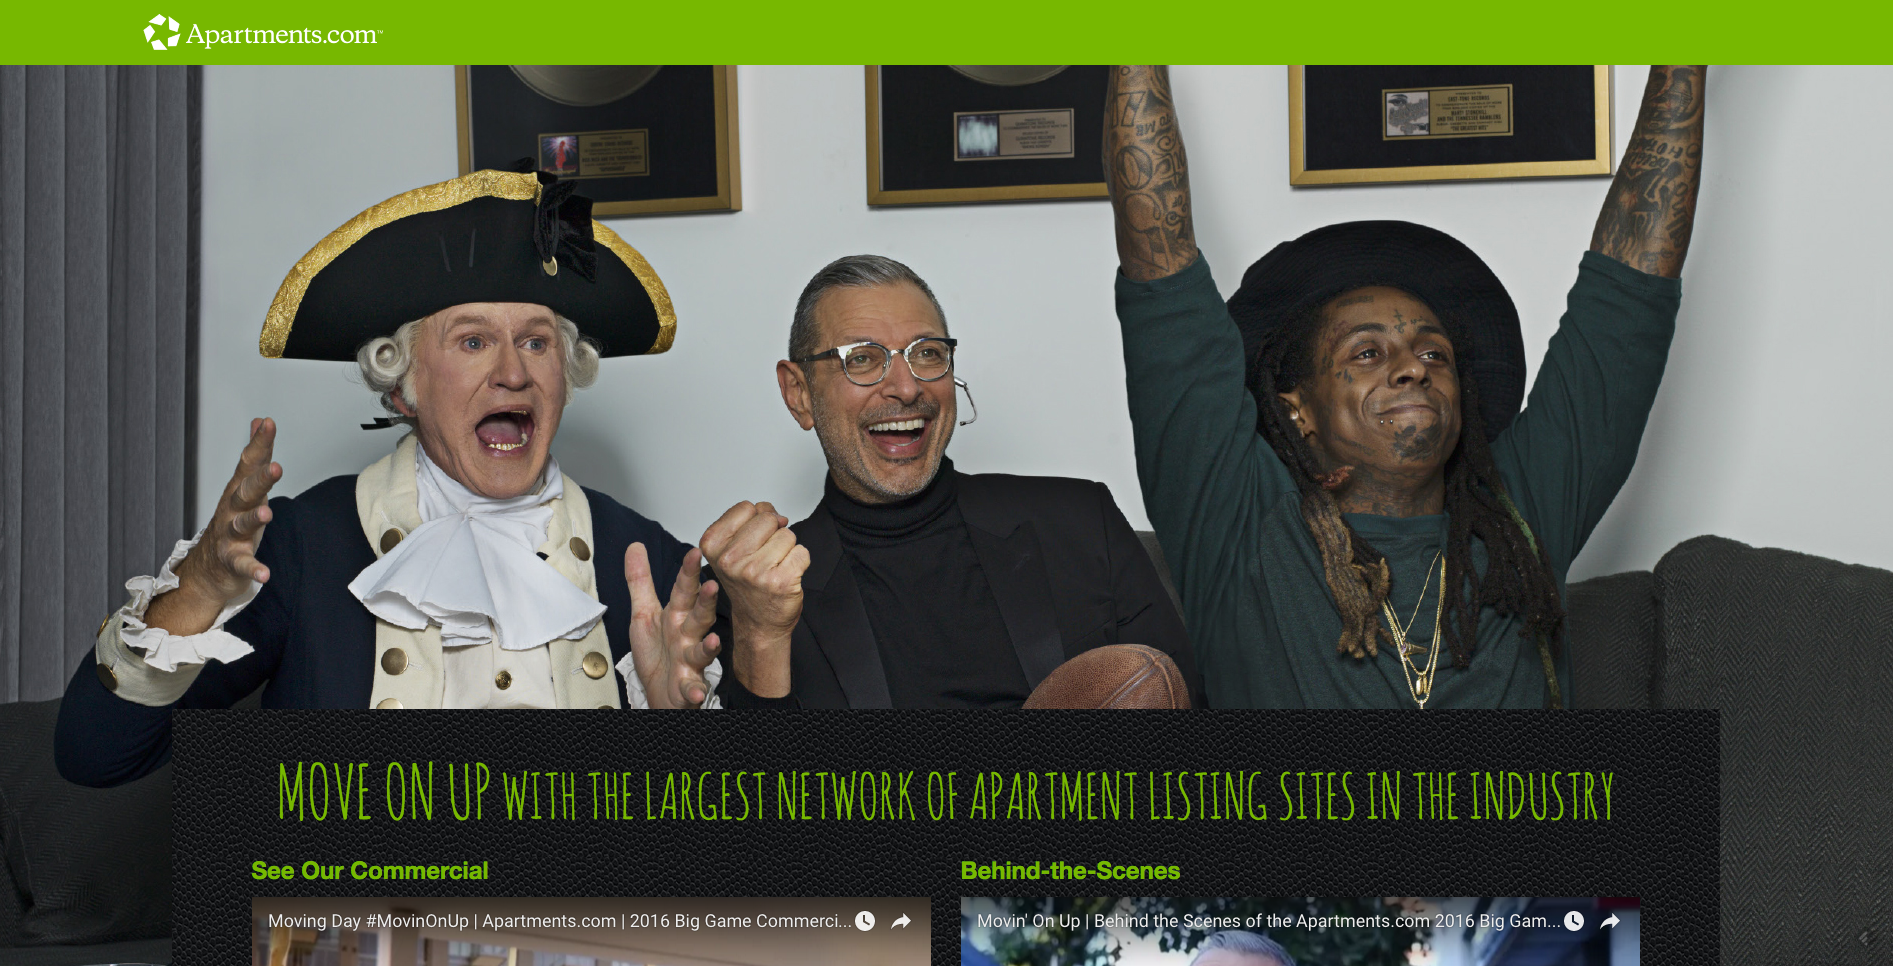 Apartments.com™
MOVE ON UP WITH THE LARGEST NETWORK OF APARTMENT LISTING SITES IN THE INDUSTRY
See Our Commercial
Behind-the-Scenes
Moving Day #MovinOnUp | Apartments.com | 2016 Big Game Commerci...
Movin' On Up | Behind the Scenes of the Apartments.com 2016 Big Gam...